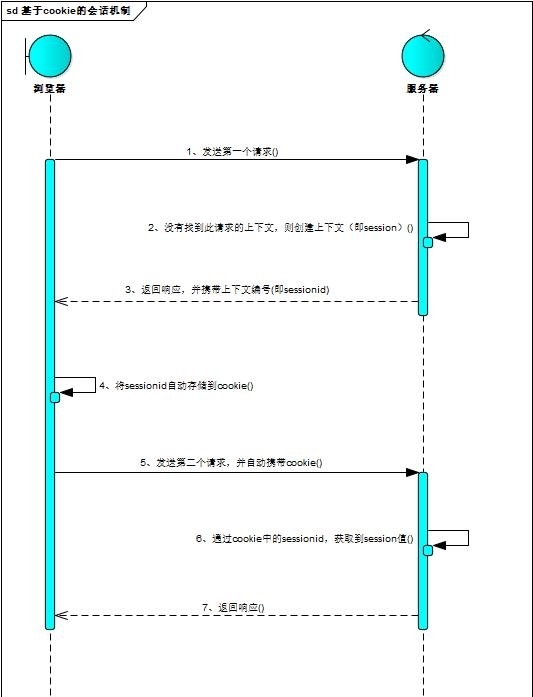 sd 基于cookie的会话机制
浏览器
服务器
1、发送第一个请求()
2、没有找到此请求的上下文，则创建上下文（即session）()
3、返回响应，并携带上下文编号(即sessionid)
4、将sessionid自动存储到cookie()
5、发送第二个请求，并自动携带cookie()
6、通过cookie中的sessionid，获取到session值()
7、返回响应()